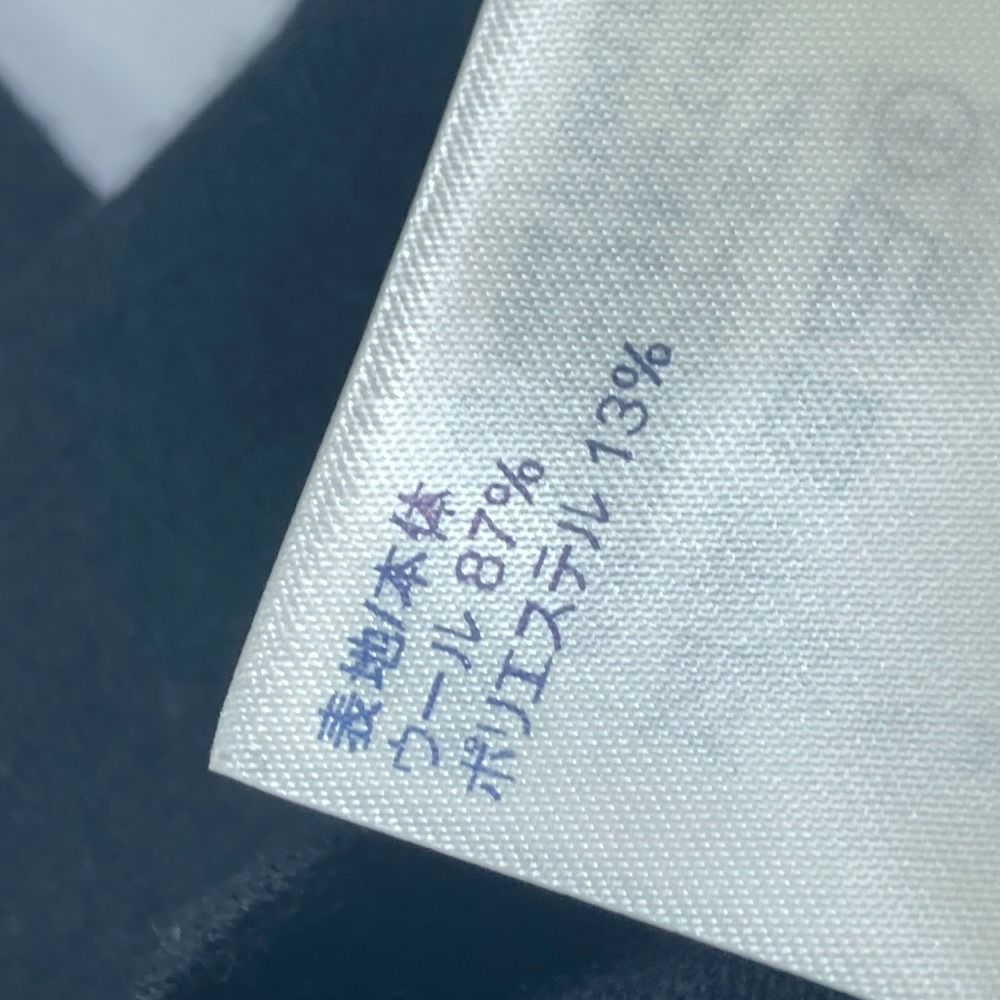 表地/本体
ウール 87%
ポリエステル 13%